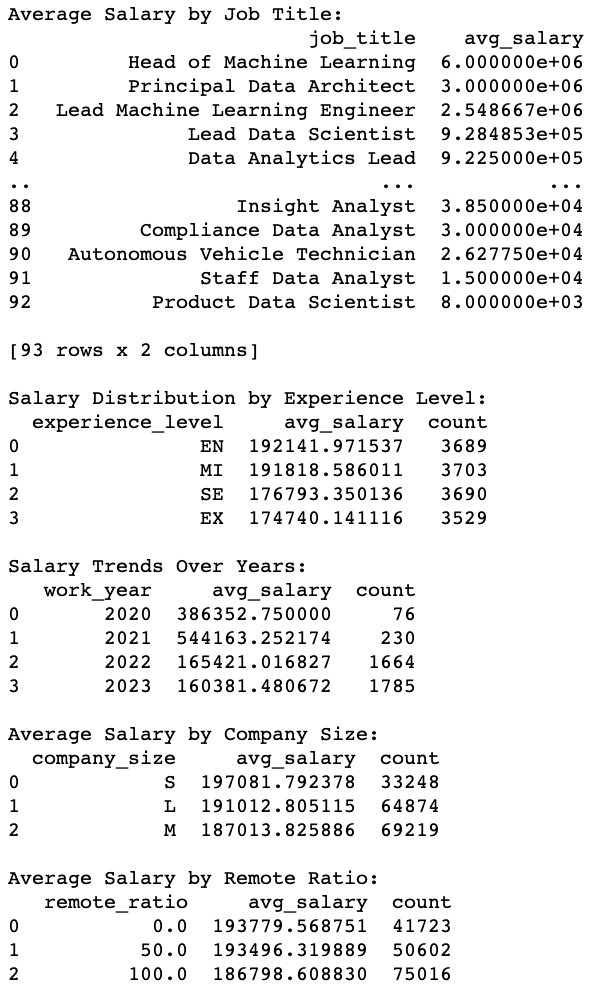 Average Salary by Job Title:
                         job_title    avg_salary
0         Head of Machine Learning  6.000000e+06
1         Principal Data Architect  3.000000e+06
2   Lead Machine Learning Engineer  2.548667e+06
3              Lead Data Scientist  9.284853e+05
4              Data Analytics Lead  9.225000e+05
..                             ...           ...
88                 Insight Analyst  3.850000e+04
89         Compliance Data Analyst  3.000000e+04
90   Autonomous Vehicle Technician  2.627750e+04
91              Staff Data Analyst  1.500000e+04
92          Product Data Scientist  8.000000e+03

[93 rows x 2 columns]

Salary Distribution by Experience Level:
  experience_level     avg_salary  count
0               EN  192141.971537   3689
1               MI  191818.586011   3703
2               SE  176793.350136   3690
3               EX  174740.141116   3529

Salary Trends Over Years:
   work_year     avg_salary  count
0       2020  386352.750000     76
1       2021  544163.252174    230
2       2022  165421.016827   1664
3       2023  160381.480672   1785

Average Salary by Company Size:
  company_size     avg_salary  count
0            S  197081.792378  33248
1            L  191012.805115  64874
2            M  187013.825886  69219

Average Salary by Remote Ratio:
   remote_ratio     avg_salary  count
0           0.0  193779.568751  41723
1          50.0  193496.319889  50602
2         100.0  186798.608830  75016